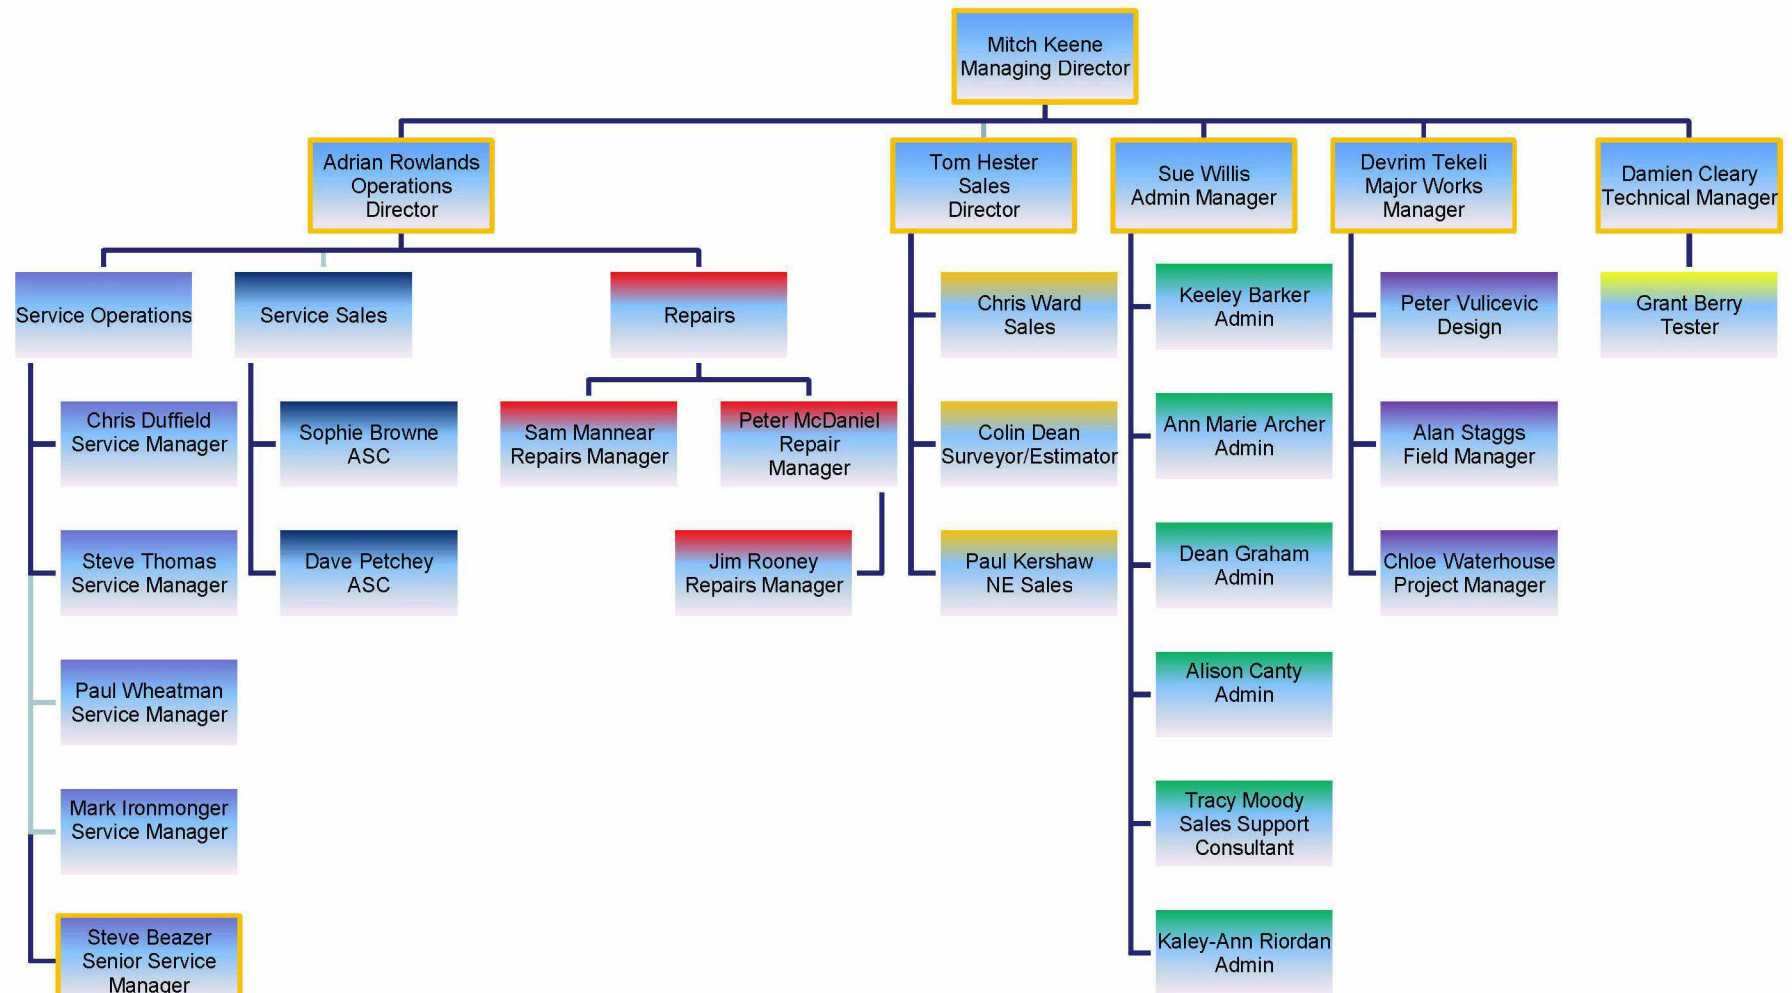 Mitch Keene
Managing Director
Adrian Rowlands
Operations
Director
Tom Hester
Sales
Director
Sue Willis
Admin Manager
Devrim Tekeli
Major Works
Manager
Damien Cleary
Technical Manager
Service Operations
Service Sales
Repairs
Chris Ward
Sales
Keeley Barker
Admin
Peter Vulicevic
Design
Grant Berry
Tester
Chris Duffield
Service Manager
Sophie Browne
ASC
Sam Mannear
Repairs Manager
Peter McDaniel
Repair
Manager
Colin Dean
Surveyor/Estimator
Ann Marie Archer
Admin
Alan Staggs
Field Manager
Steve Thomas
Service Manager
Dave Petchey
ASC
Jim Rooney
Repairs Manager
Paul Kershaw
NE Sales
Dean Graham
Admin
Chloe Waterhouse
Project Manager
Paul Wheatman
Service Manager
Alison Canty
Admin
Mark Ironmonger
Service Manager
Tracy Moody
Sales Support
Consultant
Steve Beazer
Senior Service
Manager
Kaley-Ann Riordan
Admin